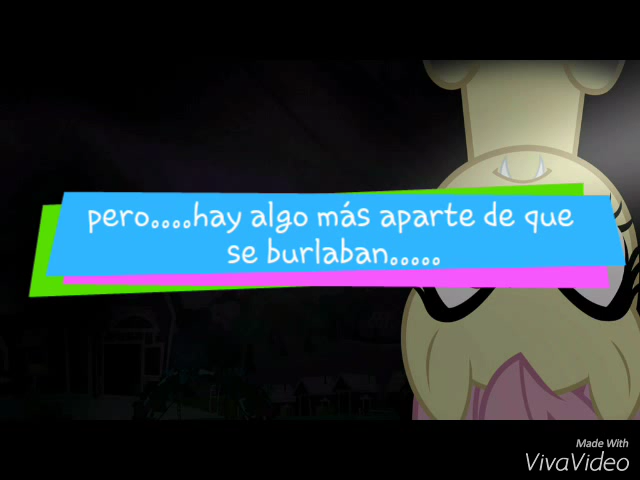 pero....hay algo más aparte de que
se burlaban.....
Made With
VivaVideo